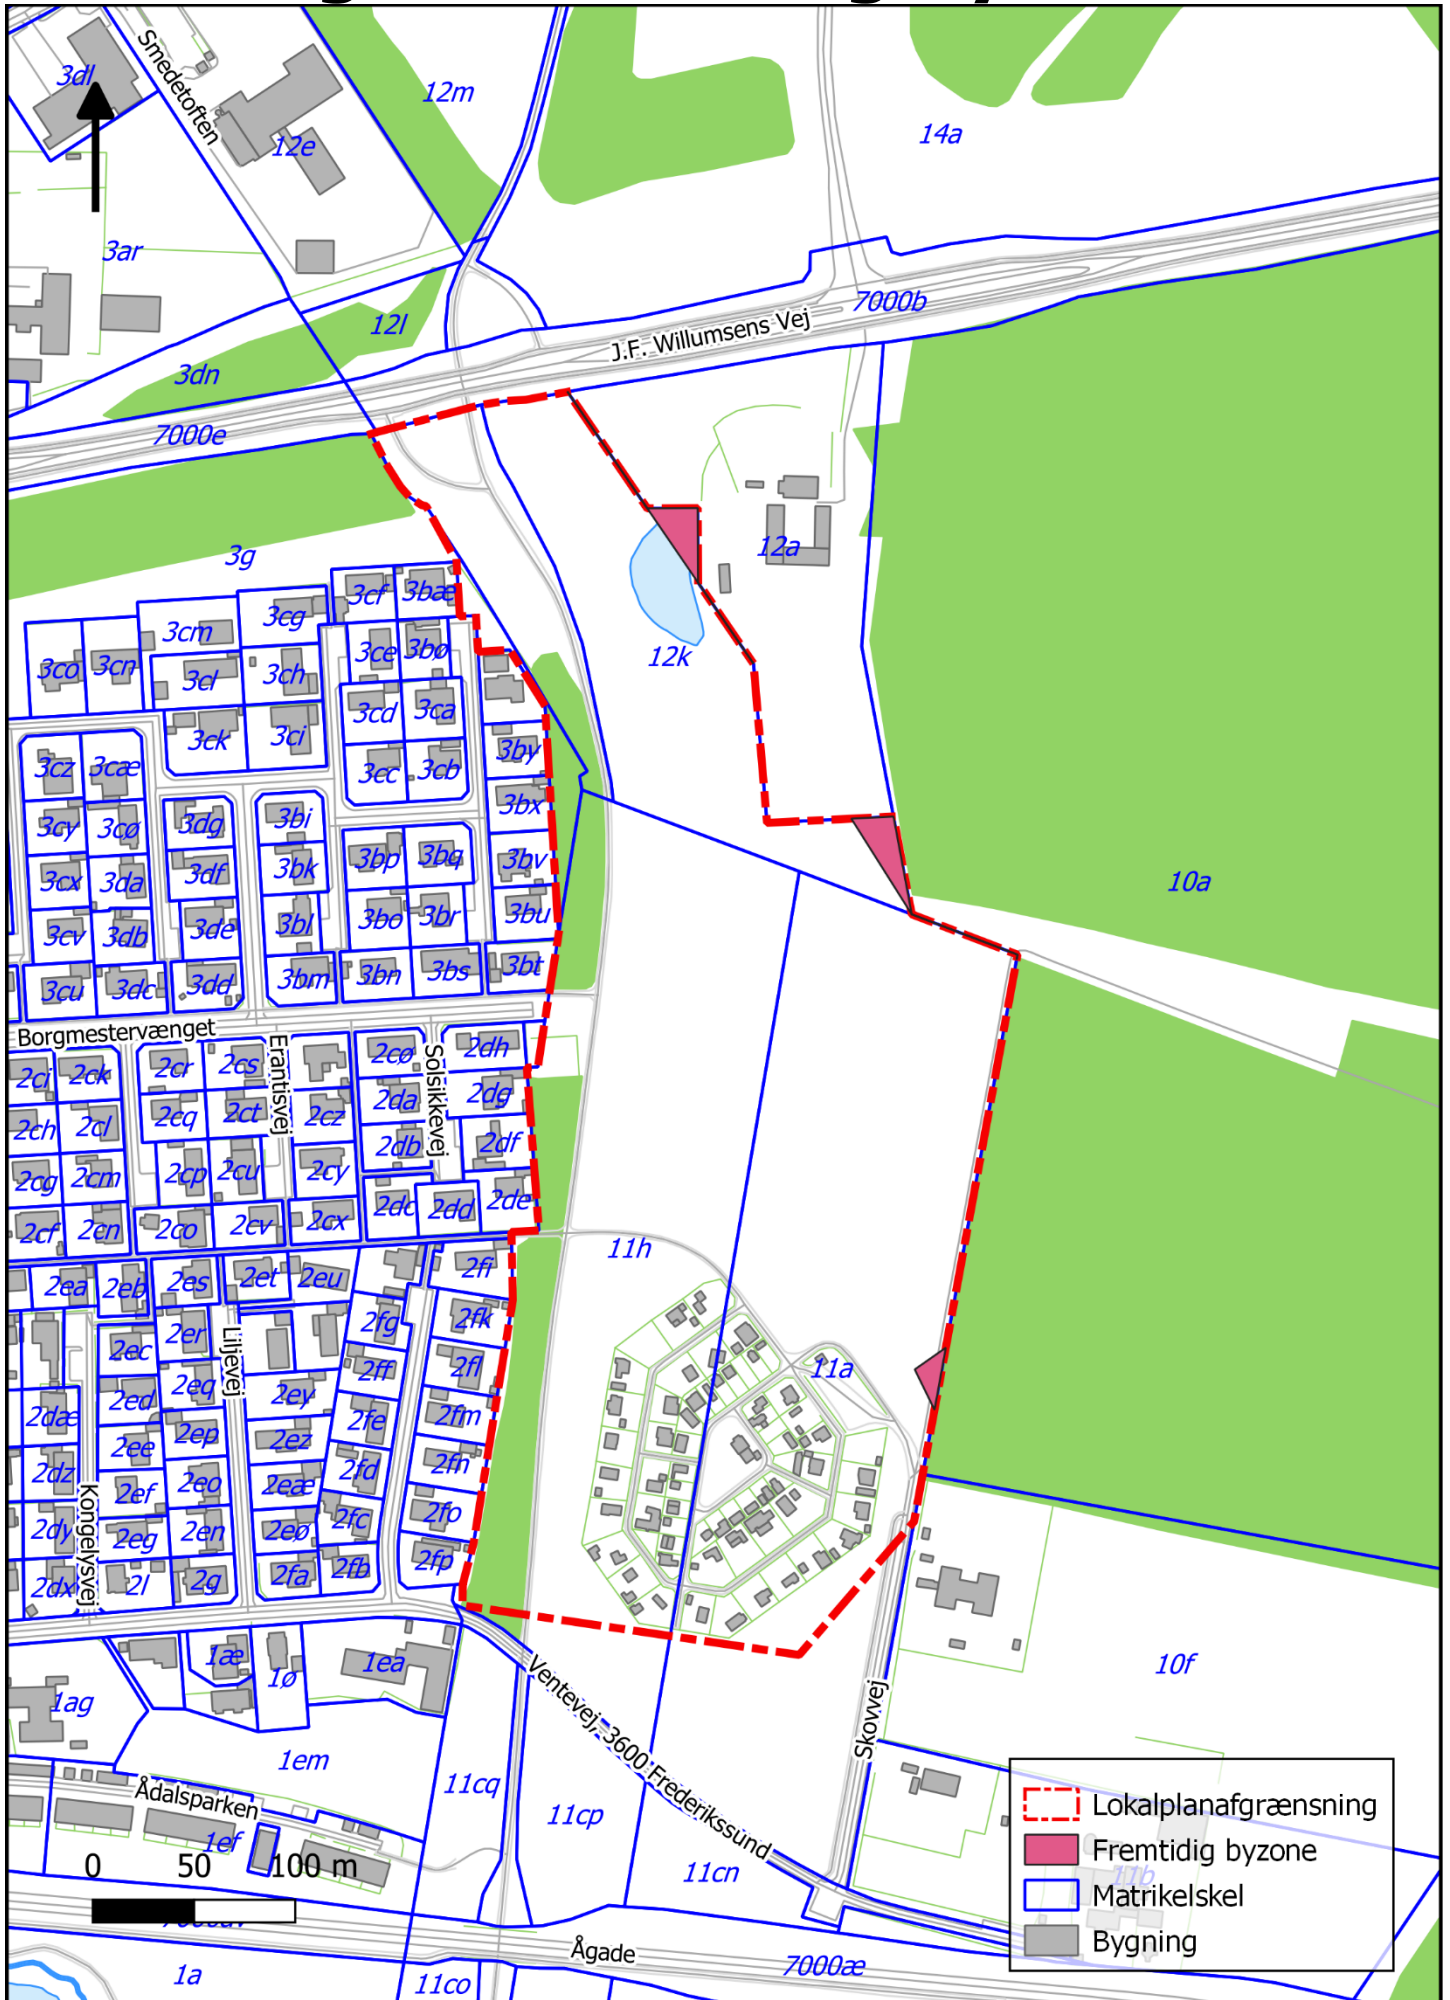 3dl
Smedetoften
12m
12e
14a
3ar
12l
7000b
J.F. Willumsens Vej
3dn
7000e
3g
12a
12k
3cf
3bæ
3cg
3cm
3ce
3bø
3co
3cn
3cl
3ch
3cd
3ca
3ck
3ci
3by
3cz
3cæ
3cc
3cb
3bx
3cy
3cø
3dg
3bi
3bp
3bq
3bv
3cx
3da
3df
3bk
10a
3cv
3db
3de
3bl
3bo
3br
3bu
3cu
3dc
3dd
3bm
3bn
3bs
3bt
Borgmestervænget
Erantisvej
Solsikkevej
2ci
2ck
2cr
2cs
2cø
2dh
2ch
2cl
2cq
2ct
2cz
2da
2dg
2cg
2cm
2cp
2cu
2cy
2db
2df
2cf
2cn
2co
2cv
2cx
2dc
2dd
2de
11h
2ea
2eb
2es
2et
2eu
2fi
2ec
2er
Liljevej
2fg
2fk
2ed
2eq
2ey
2ff
2fl
11a
2dæ
2ee
2ep
2ez
2fe
2fm
2dz
2ef
2eo
2eæ
2fd
2fn
Kongelysvej
2dy
2eg
2en
2eø
2fc
2fo
2dx
2l
2g
2fa
2fb
2fp
1æ
1ø
1ea
10f
1ag
Ventevej, 3600 Frederikssund
Skovvej
1em
11cq
11cp
11cn
Ådalsparken
1ef
11b
0 50 100 m
Ågade
7000æ
1a
11co
Lokalplanafgrænsning
Fremtidig byzone
Matrikelskel
Bygning